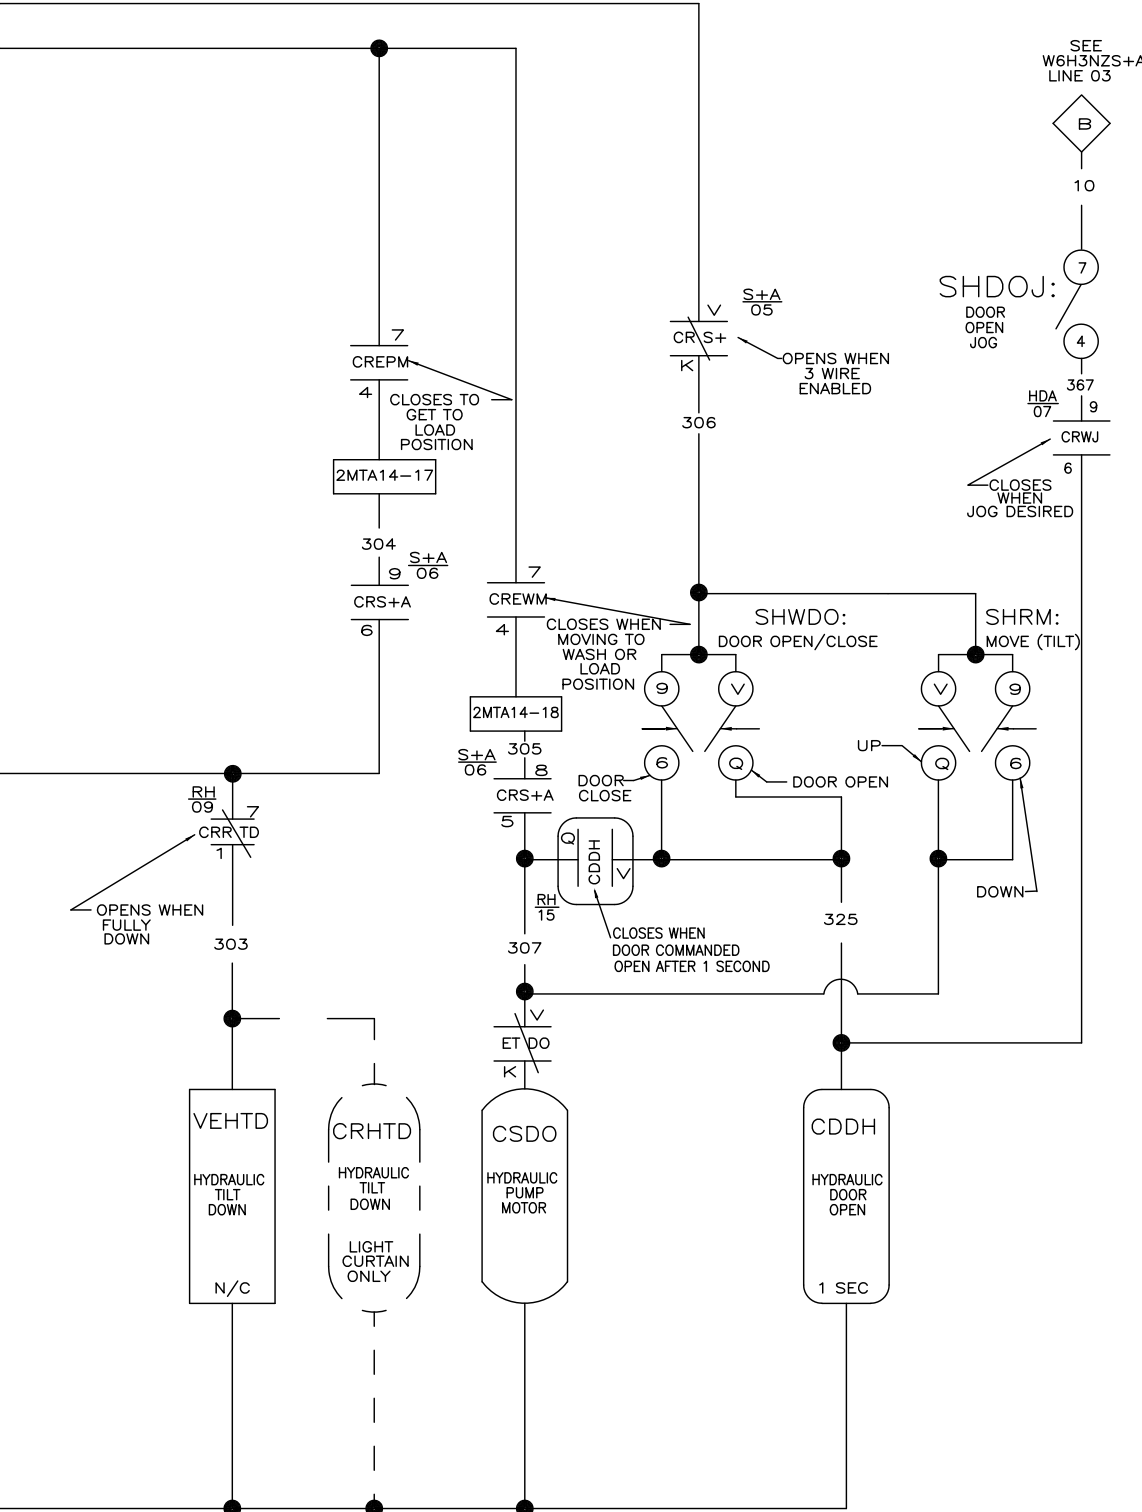 SEE
W6H3NZS+A
LINE 03
B
10
7
SHDOJ:
DOOR
OPEN
JOG
4
367
HDA
07
9
CRWJ
6
CLOSES
WHEN
JOG DESIRED
S+A
05
V
CR S+
K
OPENS WHEN
3 WIRE
ENABLED
306
7
CREPM
4
CLOSES TO
GET TO
LOAD
POSITION
2MTA14-17
304
S+A
06
9
CRS+A
6
7
CREWM
4
CLOSES WHEN
MOVING TO
WASH OR
LOAD
POSITION
2MTA14-18
305
S+A
06
8
CRS+A
5
SHWDO:
DOOR OPEN/CLOSE
9
V
6
Q
DOOR
CLOSE
DOOR OPEN
SHRM:
MOVE (TILT)
V
9
UP
Q
6
DOWN
RH
09
7
CRR TD
1
OPENS WHEN
FULLY
DOWN
303
Q
CDDH
V
RH
15
CLOSES WHEN
DOOR COMMANDED
OPEN AFTER 1 SECOND
325
307
V
ET DO
K
VEHTD
HYDRAULIC
TILT
DOWN
N/C
CRHTD
HYDRAULIC
TILT
DOWN
LIGHT
CURTAIN
ONLY
CSDO
HYDRAULIC
PUMP
MOTOR
CDDH
HYDRAULIC
DOOR
OPEN
1 SEC